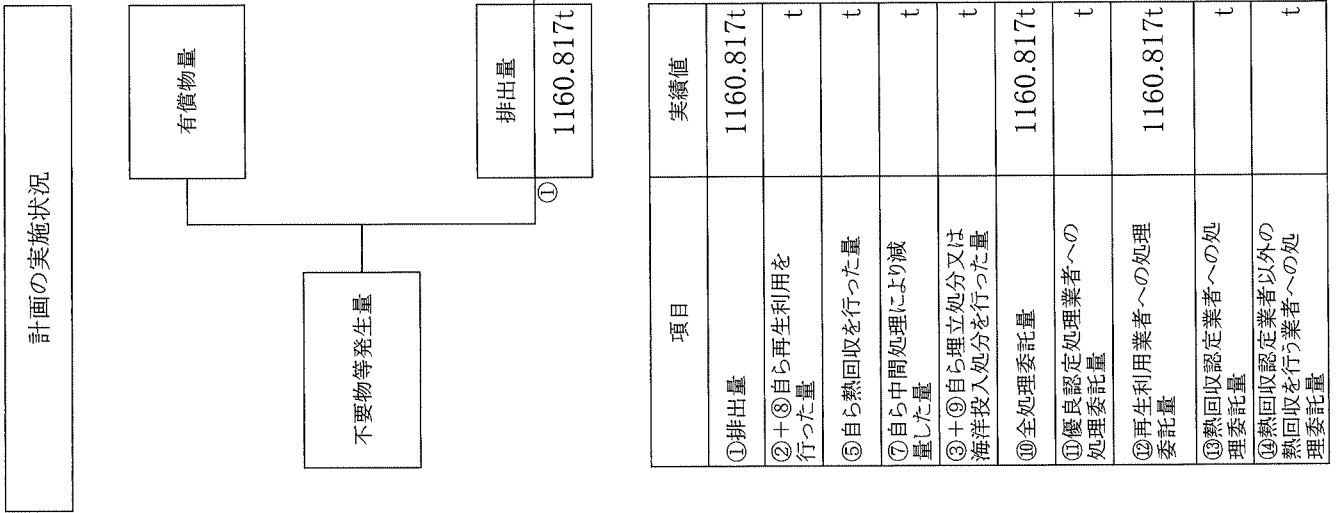 計画の実施状況
有償物量
不要物等発生量
排出量
①
1160.817t
項目
実績値
①排出量
1160.817t
②+⑧自ら再生利用を
行った量
t
⑤自ら熱回収を行った量
t
⑦自ら中間処理により減
量した量
t
③+⑨自ら埋立処分又は
海洋投入処分を行った量
t
⑩全処理委託量
1160.817t
⑪優良認定処理業者への
処理委託量
t
⑫再生利用業者への処理
委託量
1160.817t
⑬熱回収認定業者への処
理委託量
t
⑭熱回収認定業者以外の
熱回収を行う業者への処
理委託量
t